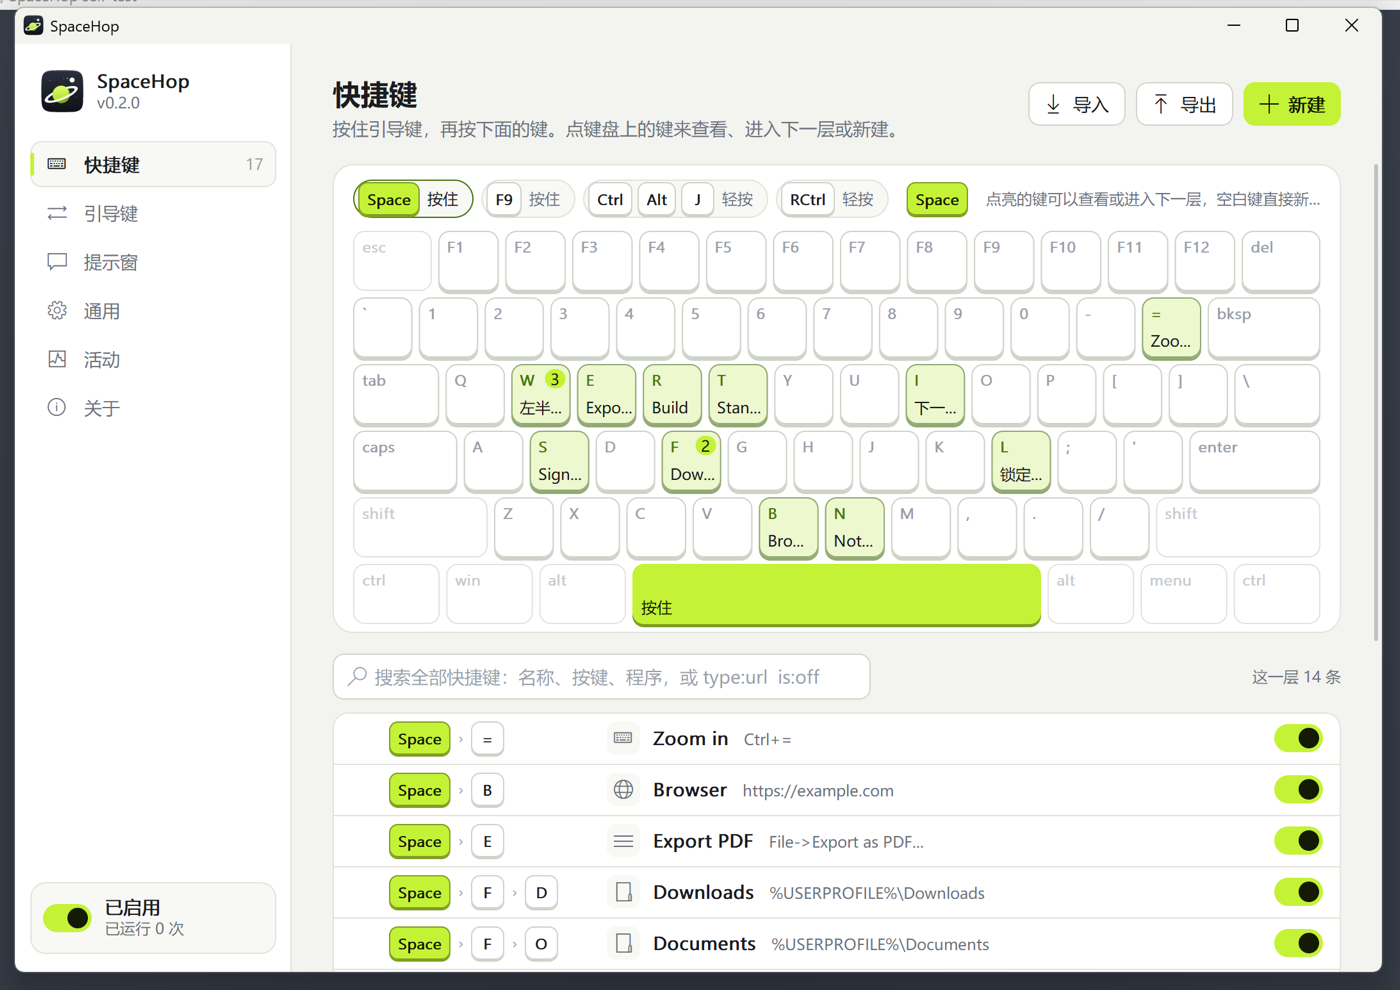 SpaceHop
SpaceHop
v0.2.0
快捷键 17
引导键
提示窗
通用
活动
关于
已启用
已运行 0 次
快捷键
按住引导键，再按下面的键。点键盘上的键来查看、进入下一层或新建。
导入 导出 新建
Space 按住 F9 按住 Ctrl Alt J 轻按 RCtrl 轻按 Space 点亮的键可以查看或进入下一层，空白键直接新...
esc F1 F2 F3 F4 F5 F6 F7 F8 F9 F10 F11 F12 del
` 1 2 3 4 5 6 7 8 9 0 - = bksp
Zoo...
tab Q W 3 E R T Y U I O P [ ] \
左半... Expo... Build Stan... 下一...
caps A S D F 2 G H J K L ; ' enter
Sign... Dow... 锁定...
shift Z X C V B N M , . / shift
Bro... Not...
ctrl win alt alt menu ctrl
按住
搜索全部快捷键：名称、按键、程序，或 type:url is:off
这一层 14 条
Space › = Zoom in Ctrl+=
Space › B Browser https://example.com
Space › E Export PDF File->Export as PDF...
Space › F › D Downloads %USERPROFILE%\Downloads
Space › F › O Documents %USERPROFILE%\Documents